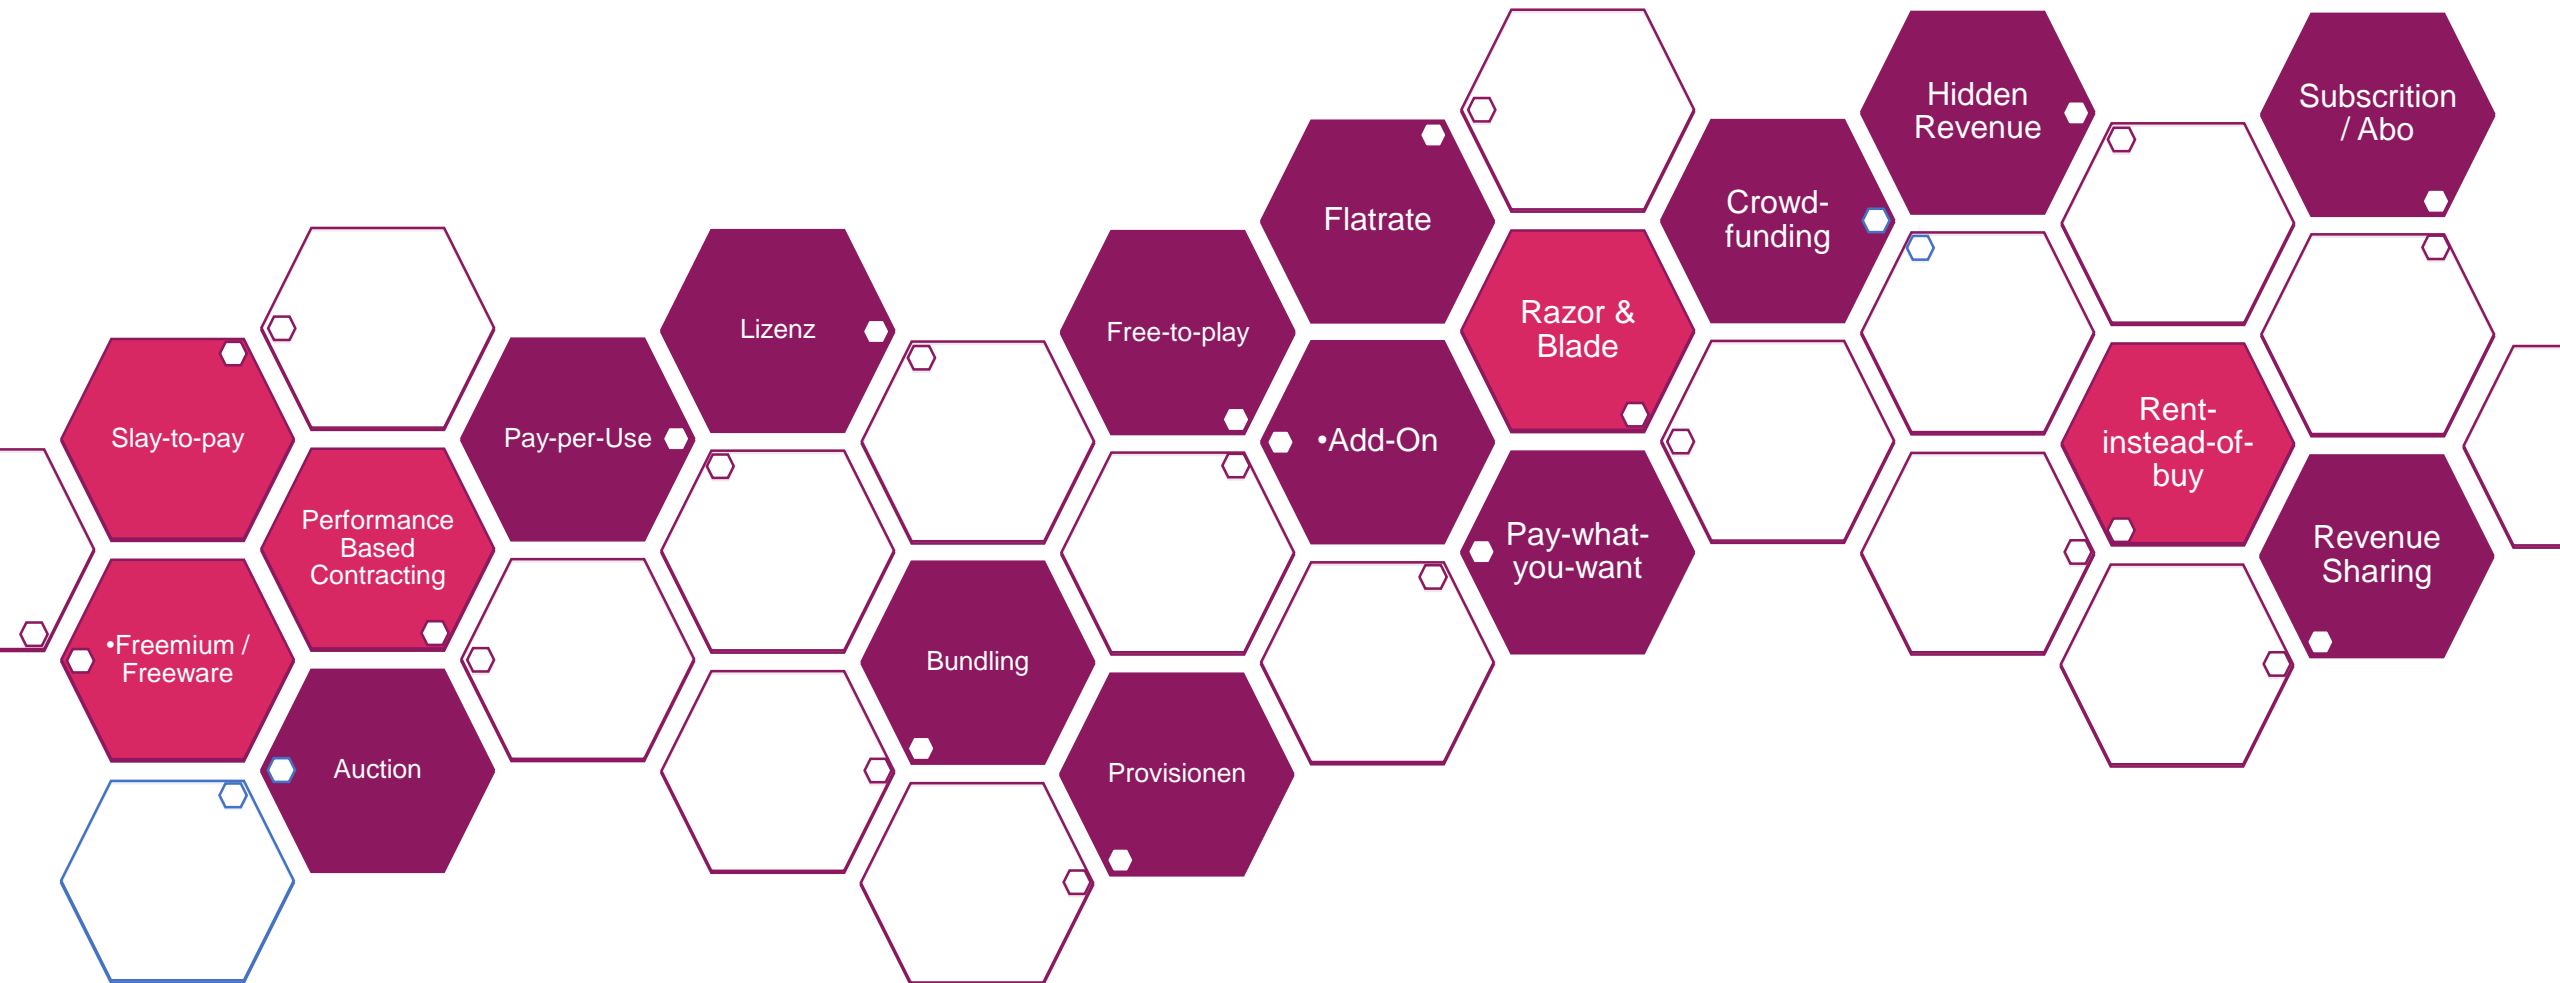 Slay-to-pay
•Freemium /
Freeware
Performance
Based
Contracting
Auction
Pay-per-Use
Lizenz
Bundling
Free-to-play
Provisionen
Flatrate
•Add-On
Razor &
Blade
Pay-what-
you-want
Crowd-
funding
Hidden
Revenue
Rent-
instead-of-
buy
Subscrition
/ Abo
Revenue
Sharing